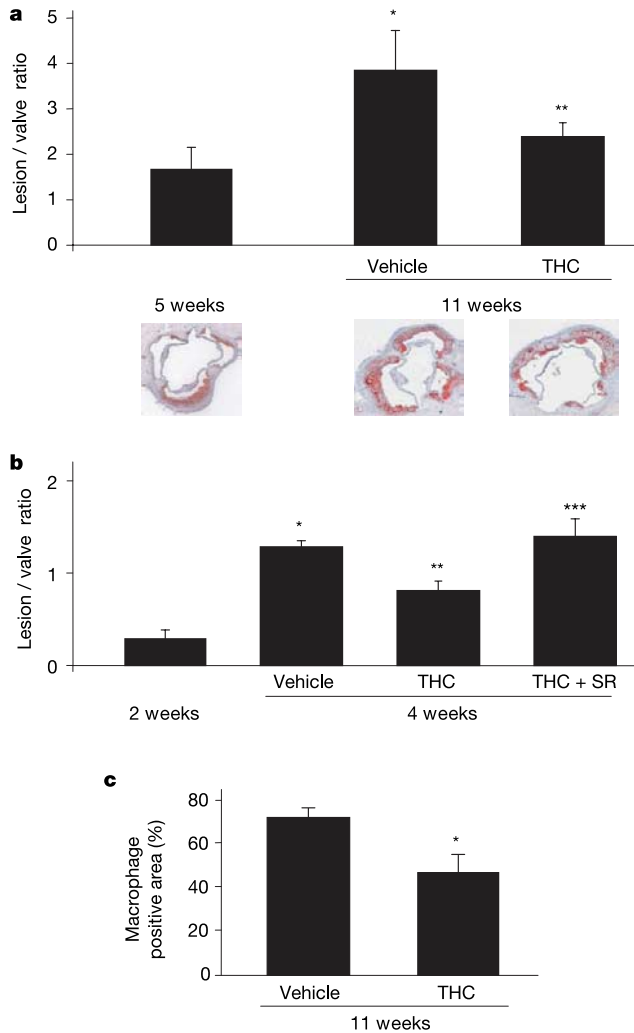 a
Lesion / valve ratio
5
4
3
2
1
0
*
**
Vehicle THC
5 weeks 11 weeks
b
Lesion / valve ratio
2
1
0
*
**
***
Vehicle THC THC + SR
2 weeks 4 weeks
c
Macrophage
positive area (%)
80
60
40
20
0
*
Vehicle THC
11 weeks